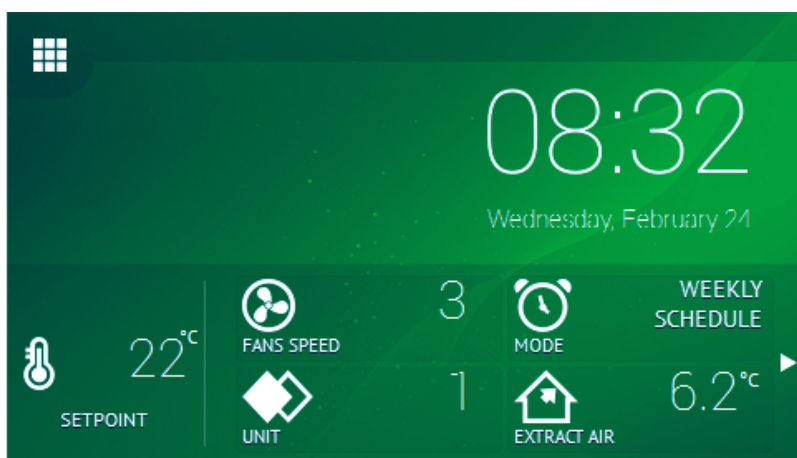 08:32
Wednesday, February 24
22°C
SETPOINT
3
FANS SPEED
WEEKLY
SCHEDULE
MODE
1
UNIT
6.2°C
EXTRACT AIR